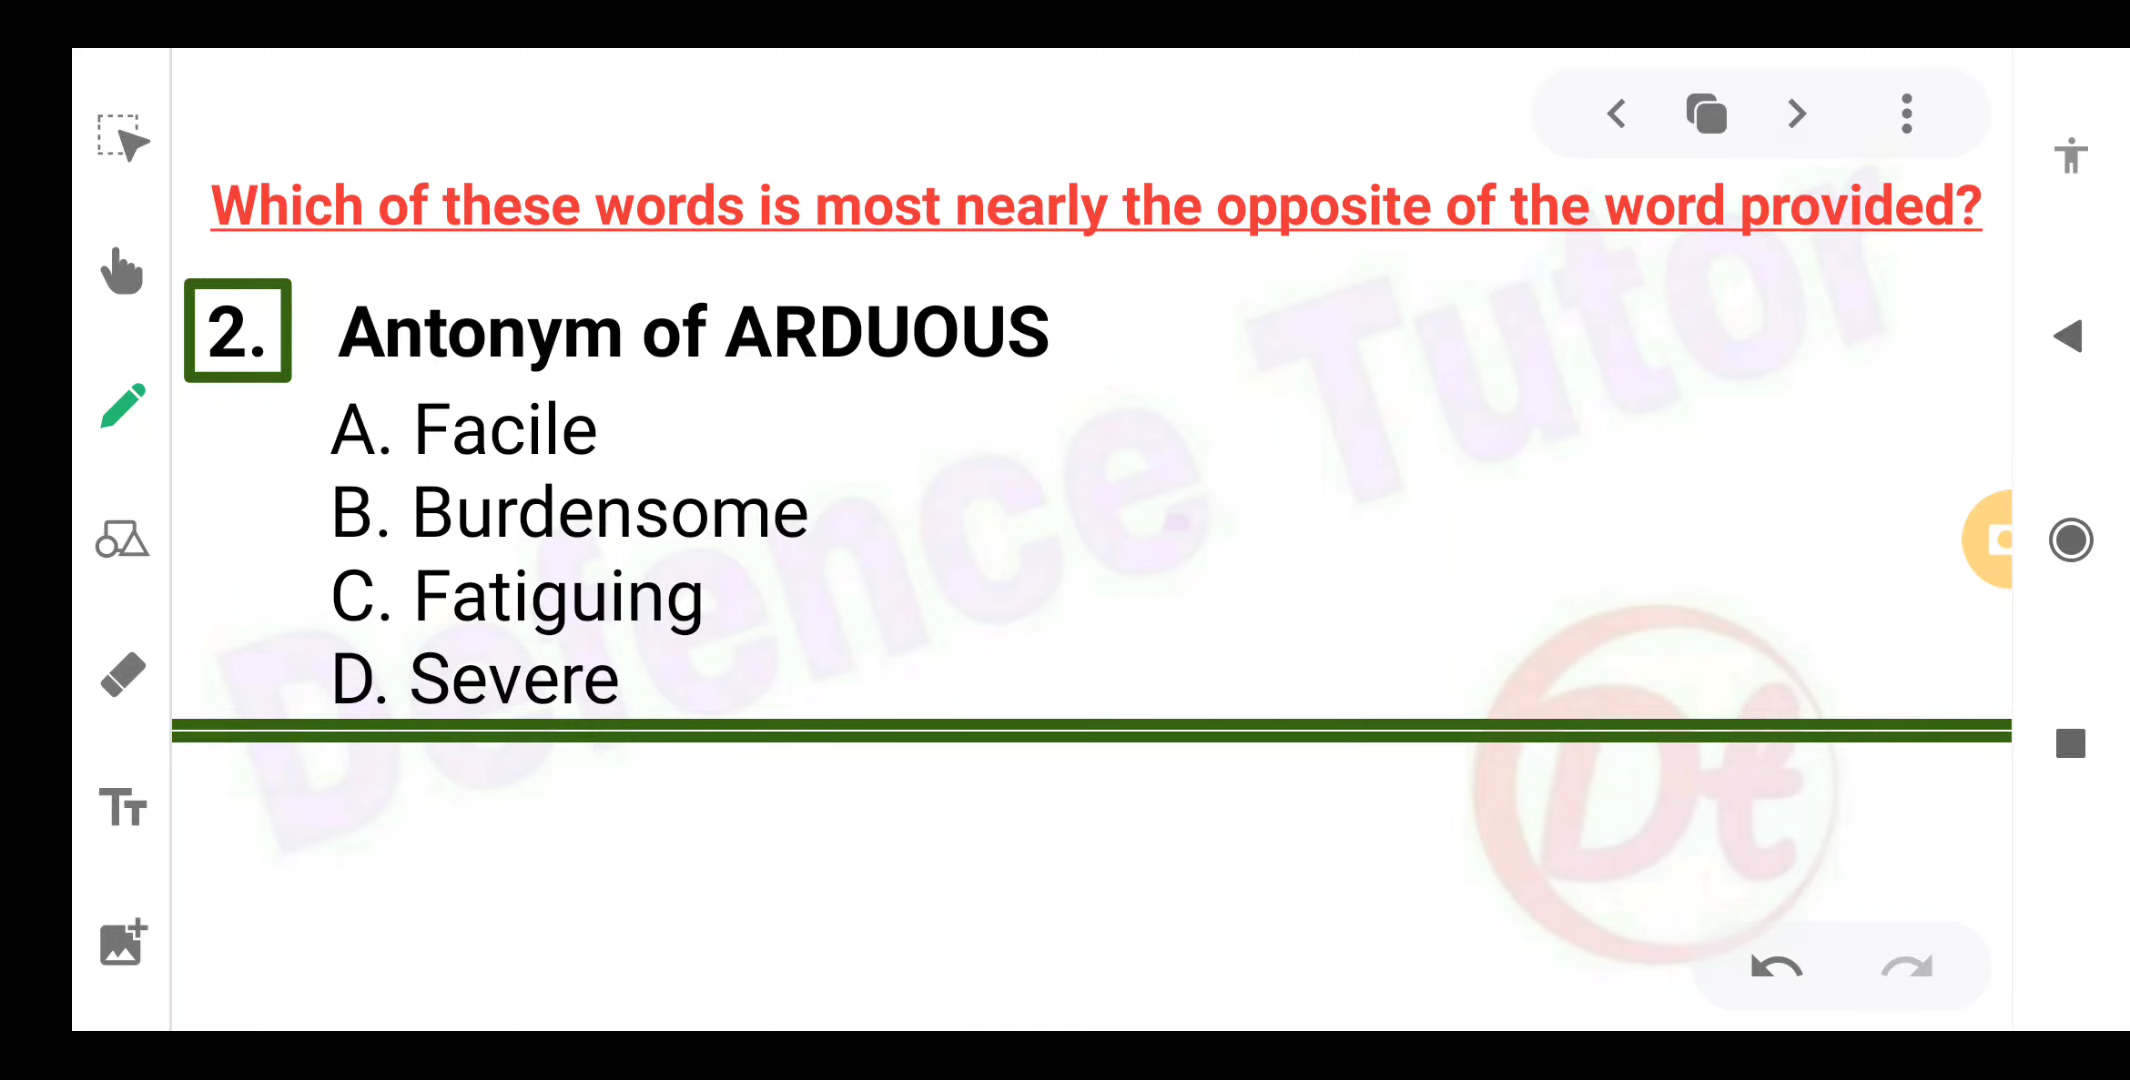 Which of these words is most nearly the opposite of the word provided?
2. Antonym of ARDUOUS
A. Facile
B. Burdensome
C. Fatiguing
D. Severe
Defence Tutor
Dt
Tт